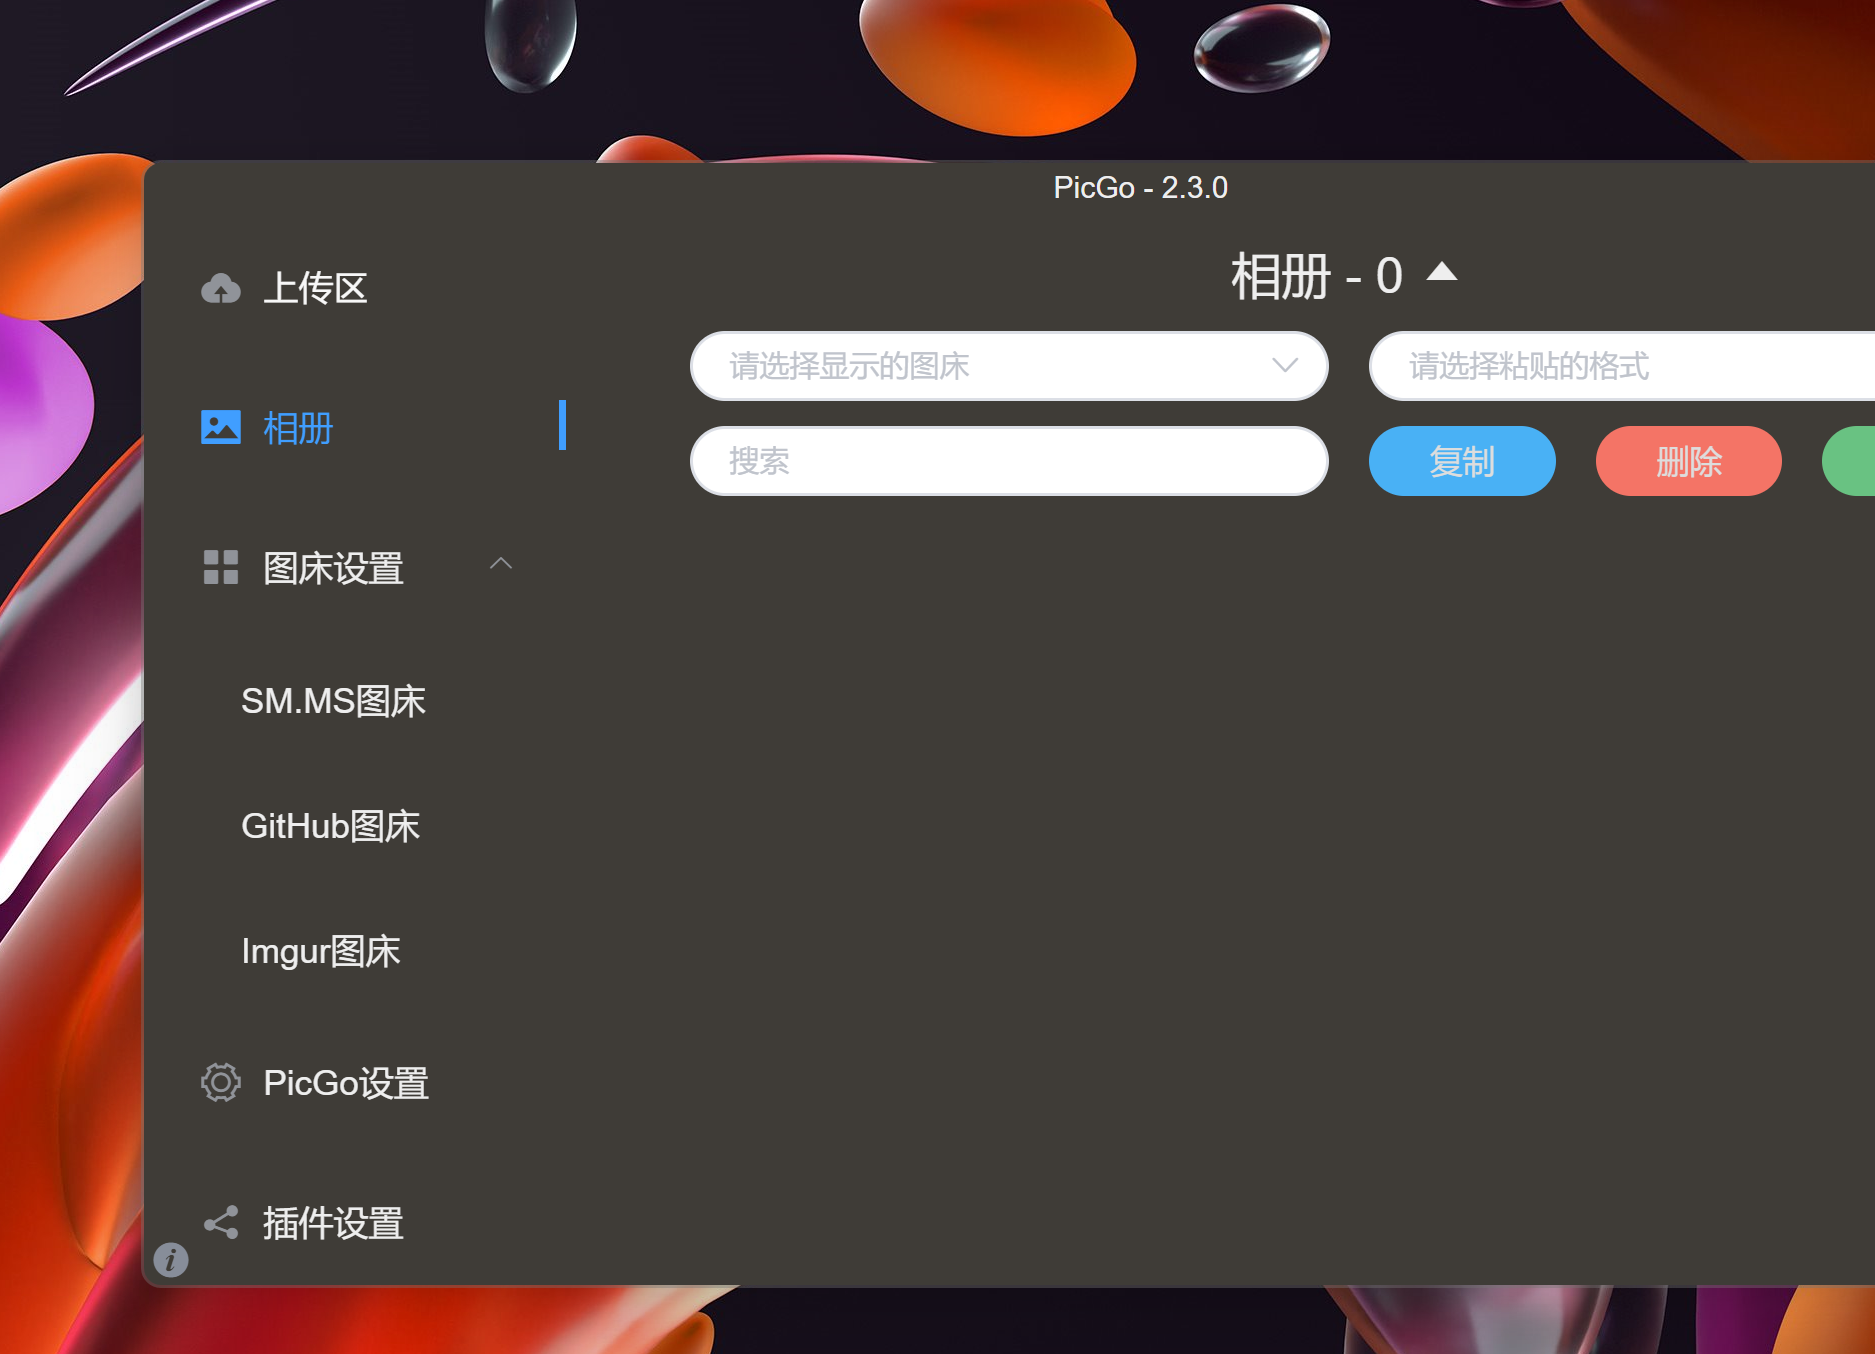 PicGo - 2.3.0
上传区
相册
图床设置
SM.MS图床
GitHub图床
Imgur图床
PicGo设置
插件设置
相册 - 0
请选择显示的图床
请选择粘贴的格式
搜索
复制
删除